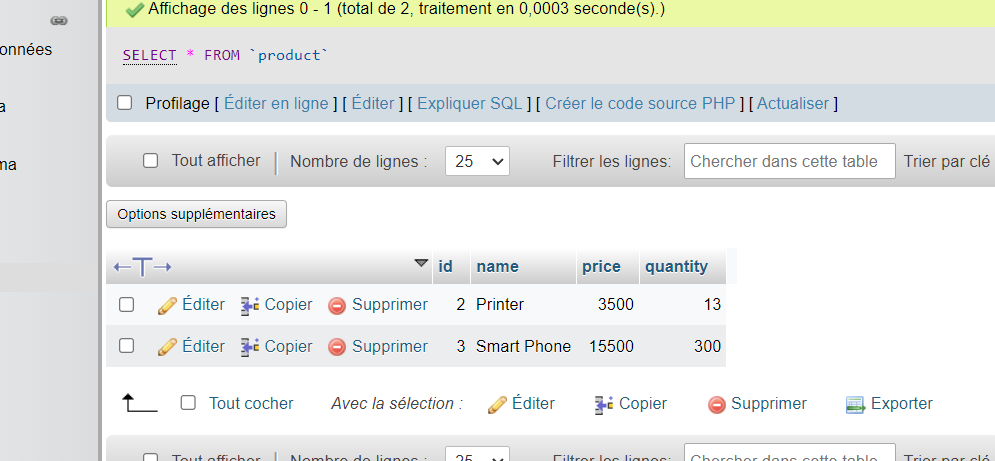 Affichage des lignes 0 - 1 (total de 2, traitement en 0,0003 seconde(s).)
onnées
SELECT * FROM `product`
a
Profilage [ Éditer en ligne ] [ Éditer ] [ Expliquer SQL ] [ Créer le code source PHP ] [ Actualiser ]
ma
Tout afficher | Nombre de lignes : 25 Filtrer les lignes: Chercher dans cette table Trier par clé
Options supplémentaires
id name price quantity
Éditer Copier Supprimer 2 Printer 3500 13
Éditer Copier Supprimer 3 Smart Phone 15500 300
Tout cocher Avec la sélection : Éditer Copier Supprimer Exporter
Tout afficher | Nombre de lignes : 25 Filtrer les lignes: Chercher dans cette table Trier par clé